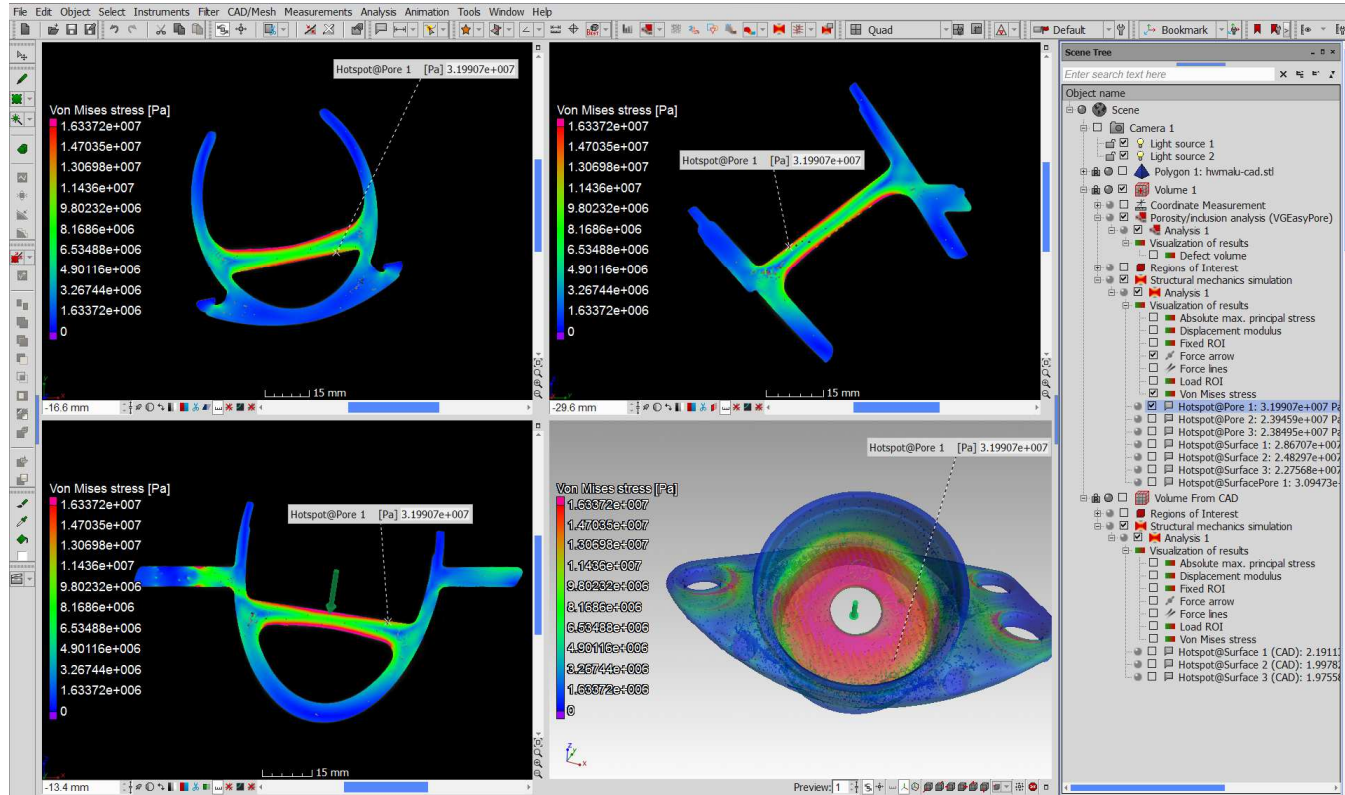 File Edit Object Select Instruments Filter CAD/Mesh Measurements Analysis Animation Tools Window Help
Quad
Default
Bookmark
Hotspot@Pore 1 [Pa] 3.19907e+007
Von Mises stress [Pa]
1.63372e+007
1.47035e+007
1.30698e+007
1.1436e+007
9.80232e+006
8.1686e+006
6.53488e+006
4.90116e+006
3.26744e+006
1.63372e+006
0
15 mm
-16.6 mm
Von Mises stress [Pa]
1.63372e+007
1.47035e+007
1.30698e+007
1.1436e+007
9.80232e+006
8.1686e+006
6.53488e+006
4.90116e+006
3.26744e+006
1.63372e+006
0
Hotspot@Pore 1 [Pa] 3.19907e+007
15 mm
-29.6 mm
Von Mises stress [Pa]
1.63372e+007
1.47035e+007
1.30698e+007
1.1436e+007
9.80232e+006
8.1686e+006
6.53488e+006
4.90116e+006
3.26744e+006
1.63372e+006
0
Hotspot@Pore 1 [Pa] 3.19907e+007
15 mm
-13.4 mm
Hotspot@Pore 1 [Pa] 3.19907e+007
Von Mises stress [Pa]
1.63372e+007
1.47035e+007
1.30698e+007
1.1436e+007
9.80232e+006
8.1686e+006
6.53488e+006
4.90116e+006
3.26744e+006
1.63372e+006
0
z
x
Preview: 1
Scene Tree
Enter search text here
Object name
Scene
Camera 1
Light source 1
Light source 2
Polygon 1: hwmalu-cad.stl
Volume 1
Coordinate Measurement
Porosity/inclusion analysis (VGEasyPore)
Analysis 1
Visualization of results
Defect volume
Regions of Interest
Structural mechanics simulation
Analysis 1
Visualization of results
Absolute max. principal stress
Displacement modulus
Fixed ROI
Force arrow
Force lines
Load ROI
Von Mises stress
Hotspot@Pore 1: 3.19907e+007 Pa
Hotspot@Pore 2: 2.39459e+007
Hotspot@Pore 3: 2.38495e+007
Hotspot@Surface 1: 2.86707e+007
Hotspot@Surface 2: 2.48297e+007
Hotspot@Surface 3: 2.27568e+007
Hotspot@SurfacePore 1: 3.09473e+
Volume From CAD
Regions of Interest
Structural mechanics simulation
Analysis 1
Visualization of results
Absolute max. principal stress
Displacement modulus
Fixed ROI
Force arrow
Force lines
Load ROI
Von Mises stress
Hotspot@Surface 1 (CAD): 2.1911
Hotspot@Surface 2 (CAD): 1.9978
Hotspot@Surface 3 (CAD): 1.9755